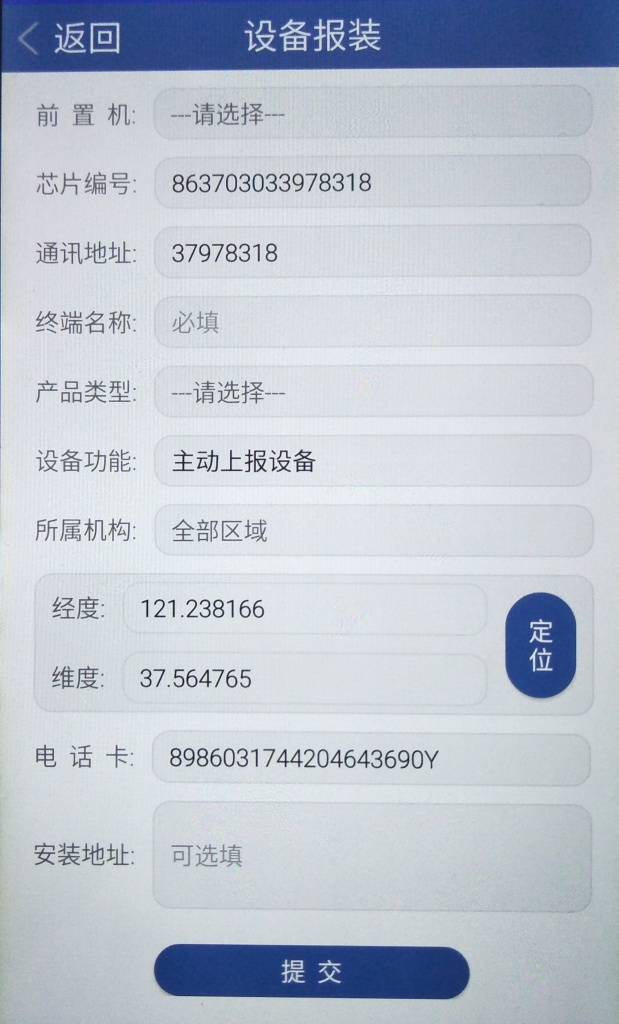 返回 设备报装
前置机: ---请选择---
芯片编号: 863703033978318
通讯地址: 37978318
终端名称: 必填
产品类型: ---请选择---
设备功能: 主动上报设备
所属机构: 全部区域
经度: 121.238166
定位
维度: 37.564765
电话卡: 8986031744204643690Y
安装地址: 可选填
提交